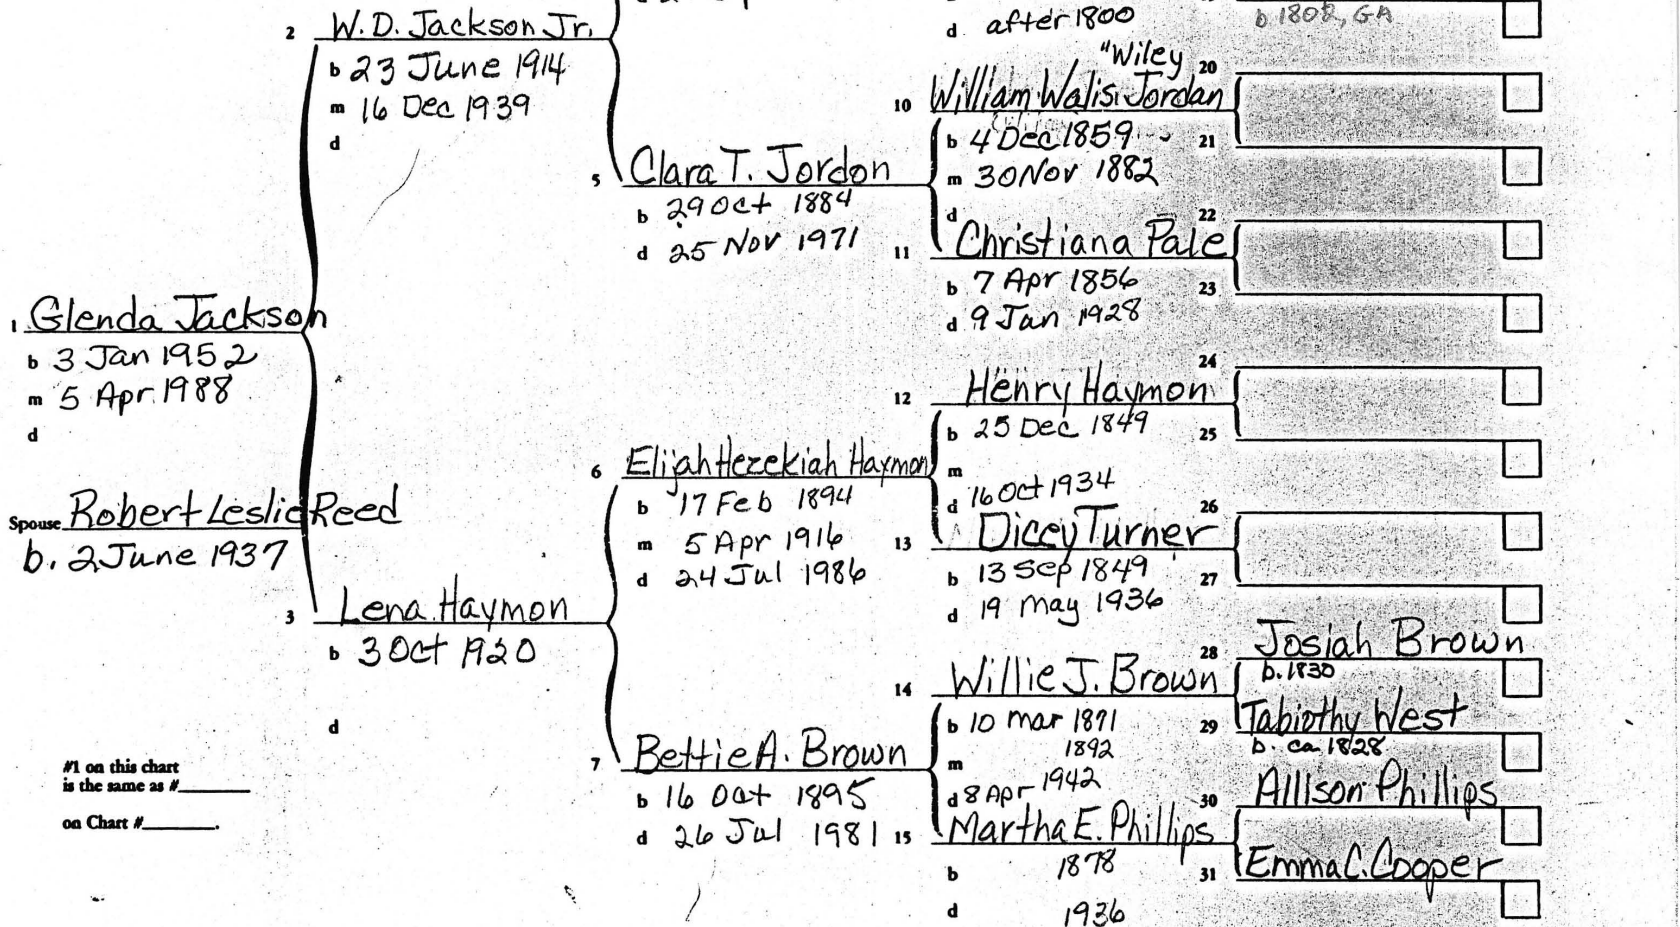 2 W.D. Jackson Jr.
b 23 June 1914
m 16 Dec 1939
d
d after 1800
b 1802, GA
"Wiley
20
10 William Walis Jordan
b 4 Dec 1859
21
m 30 Nov 1882
d
22
5 Clara T. Jordon
b 29 Oct 1884
d 25 Nov 1971
11 Christiana Pale
b 7 Apr 1856
23
d 9 Jan 1928
1 Glenda Jackson
b 3 Jan 1952
m 5 Apr. 1988
d
24
12 Henry Haymon
b 25 Dec 1849
25
m
d 16 Oct 1934
26
6 Elijah Hezekiah Haymon
b 17 Feb 1894
m 5 Apr 1916
d 24 Jul 1986
13 Dicey Turner
b 13 Sep 1849
27
d 19 May 1936
Spouse Robert Leslie Reed
b. 2 June 1937
3 Lena Haymon
b 3 Oct 1920
d
28 Josiah Brown
b. 1830
14 Willie J. Brown
b 10 Mar 1871
1892
m
d 8 Apr 1942
29 Tabiothy West
b. ca 1828
7 Bettie A. Brown
b 16 Oct 1895
d 26 Jul 1981
30 Allison Phillips
15 Martha E. Phillips
b 1878
d 1936
31 Emma C. Cooper
#1 on this chart
is the same as #
on Chart #.